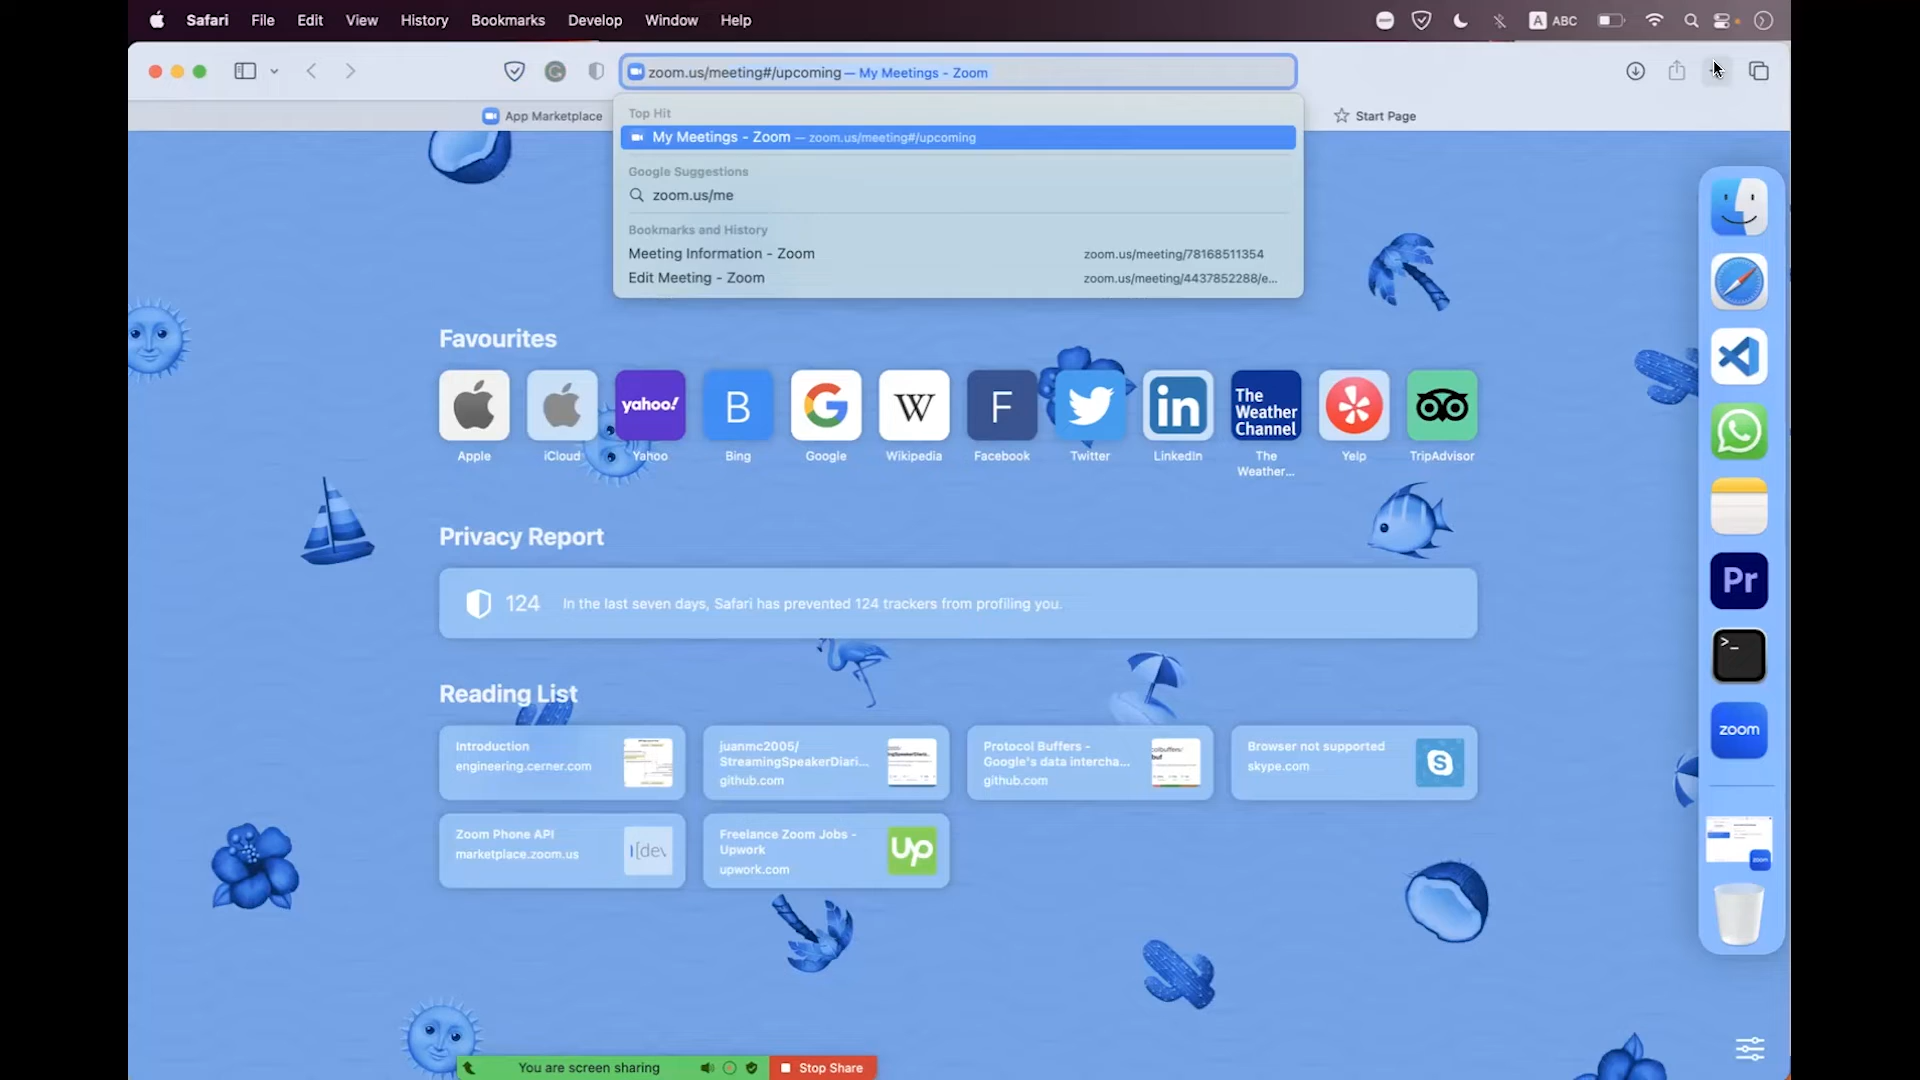 Safari File Edit View History Bookmarks Develop Window Help A ABC
zoom.us/meeting#/upcoming — My Meetings - Zoom
App Marketplace
Start Page
Top Hit
My Meetings - Zoom — zoom.us/meeting#/upcoming
Google Suggestions
zoom.us/me
Bookmarks and History
Meeting Information - Zoom zoom.us/meeting/78168511354
Edit Meeting - Zoom zoom.us/meeting/4437852288/e...
Favourites
yahoo! B W F in The Weather Channel
Apple iCloud Yahoo Bing Google Wikipedia Facebook Twitter LinkedIn The Weather... Yelp TripAdvisor
Privacy Report
124 In the last seven days, Safari has prevented 124 trackers from profiling you.
Reading List
Introduction
engineering.cerner.com
juanmc2005/
StreamingSpeakerDiari...
github.com
Protocol Buffers -
Google's data intercha...
github.com
Browser not supported
skype.com
S
Zoom Phone API
marketplace.zoom.us
Freelance Zoom Jobs -
Upwork
upwork.com
Up
Pr
>_
zoom
zoom
You are screen sharing
Stop Share